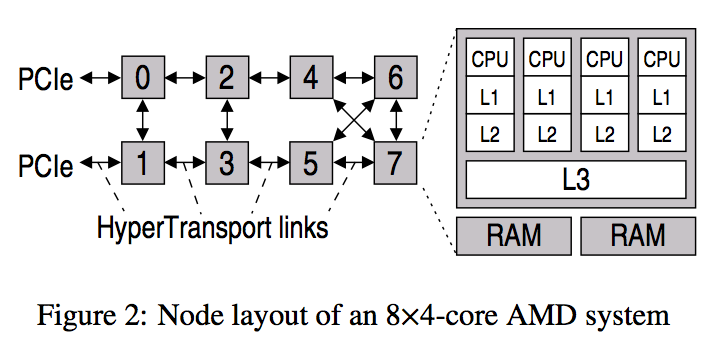 PCIe 0 2 4 6
PCIe 1 3 5 7
HyperTransport links
CPU CPU CPU CPU
L1 L1 L1 L1
L2 L2 L2 L2
L3
RAM RAM
Figure 2: Node layout of an 8×4-core AMD system